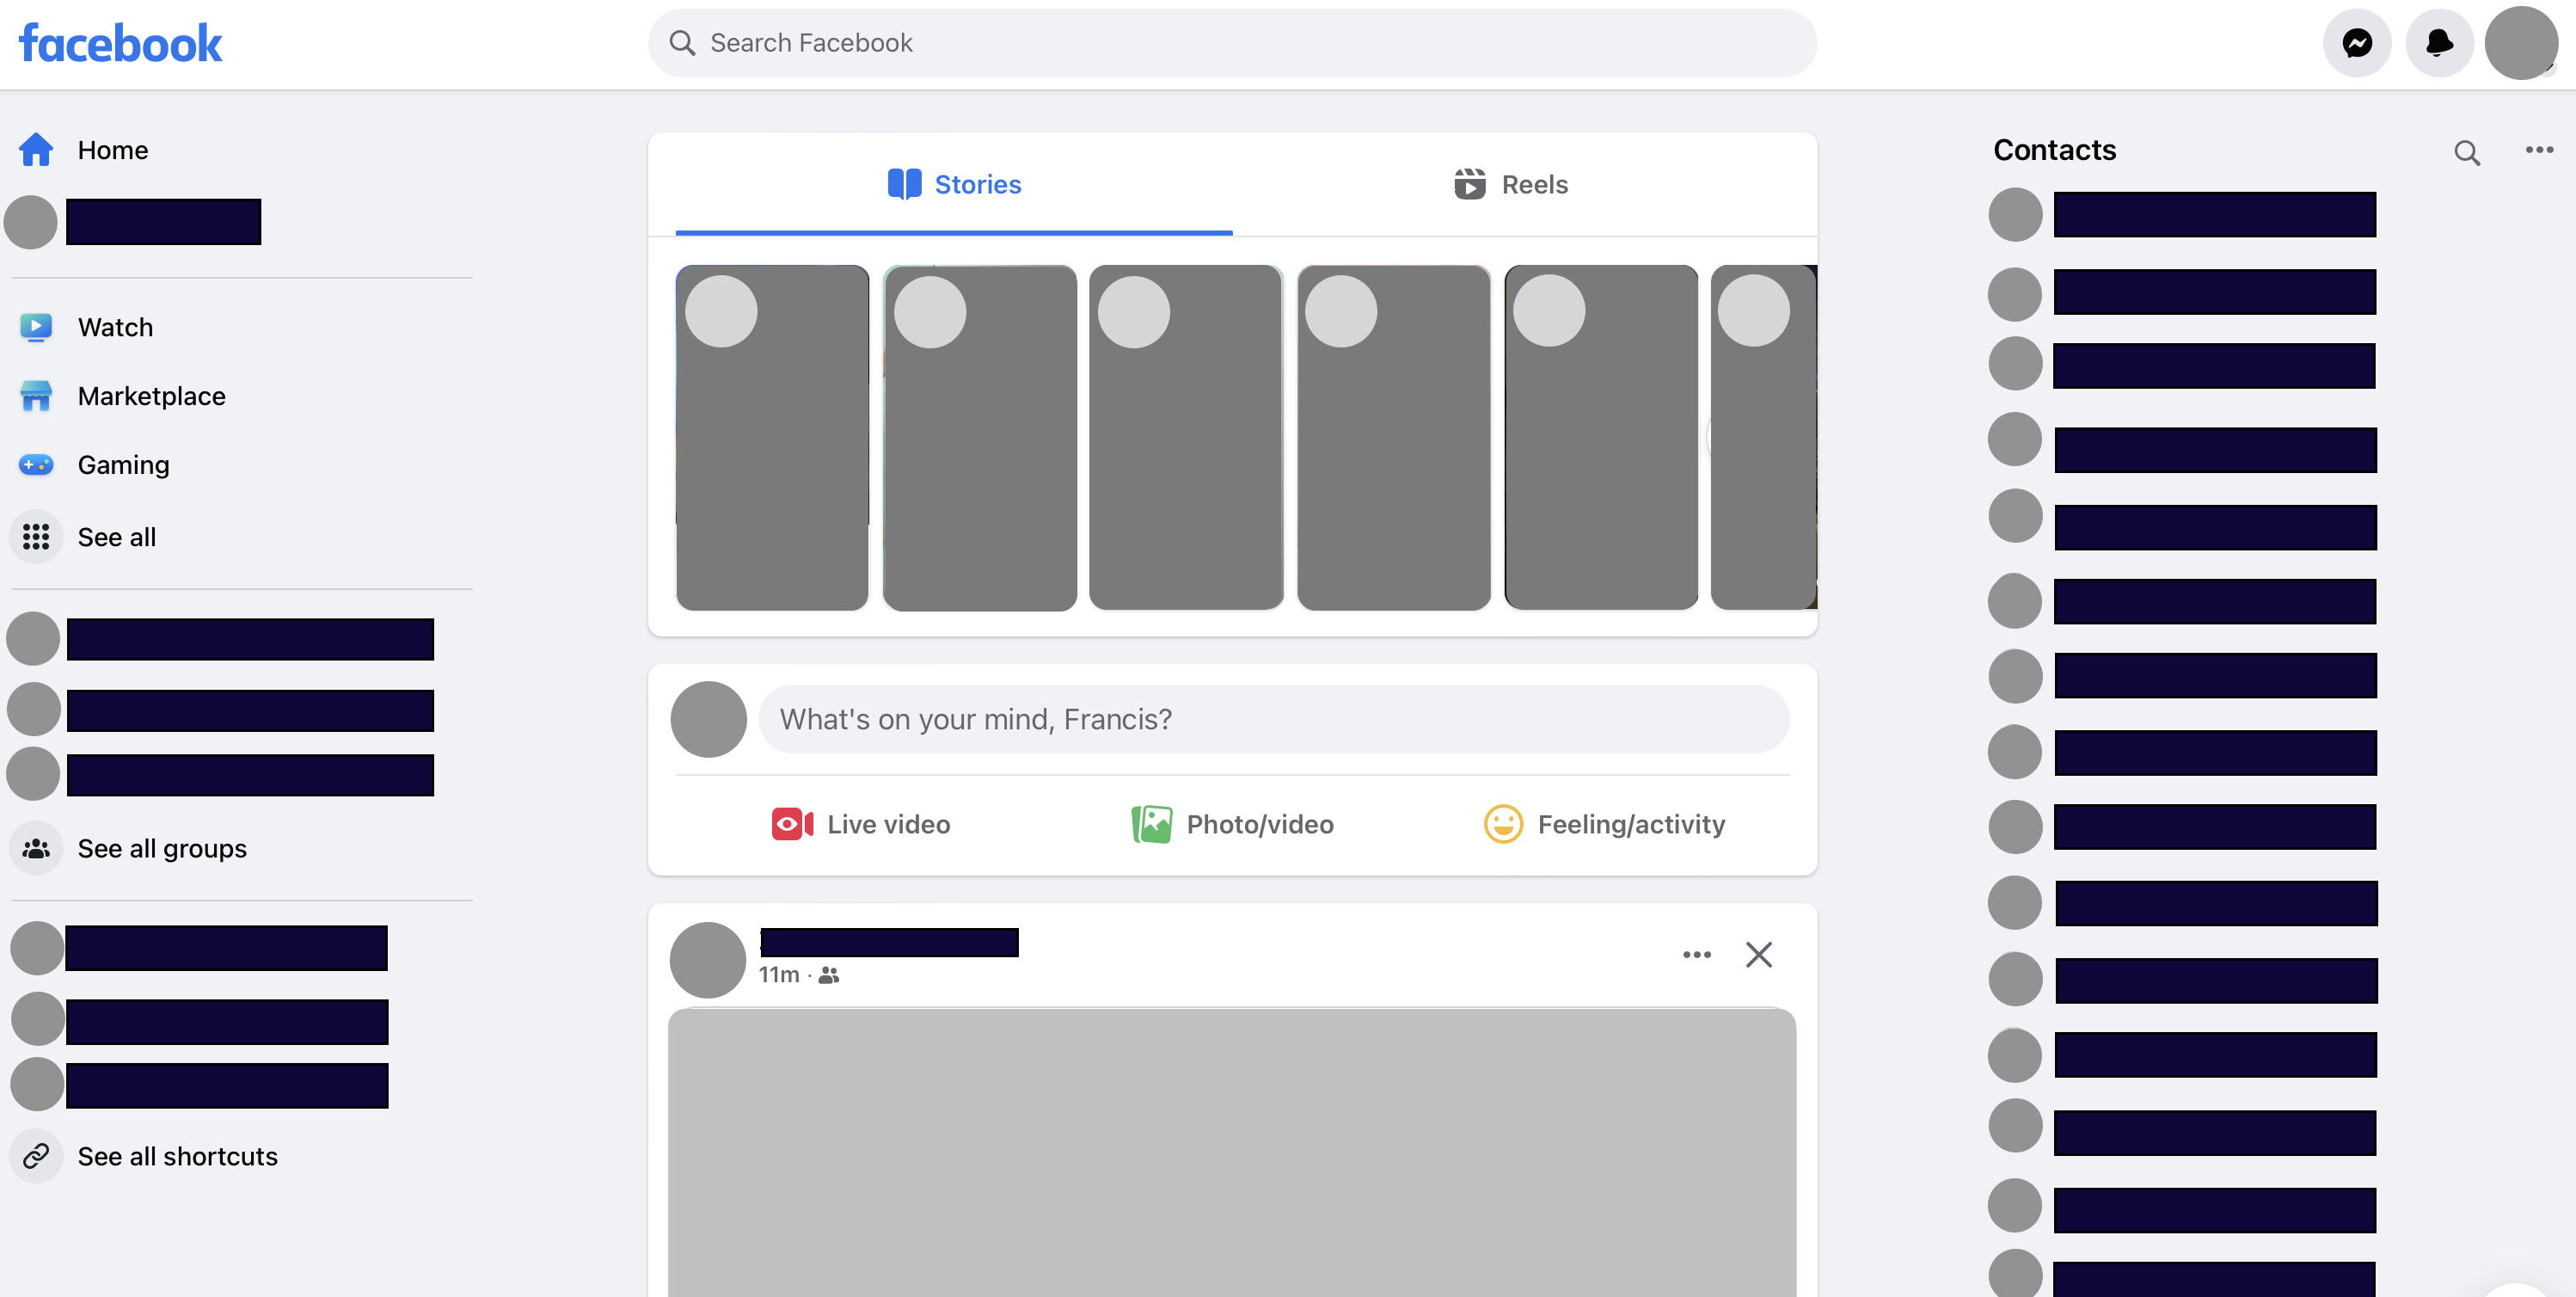 facebook
Search Facebook
Home
Watch
Marketplace
Gaming
See all
See all groups
See all shortcuts
Stories
Reels
What's on your mind, Francis?
Live video
Photo/video
Feeling/activity
11m ·
Contacts